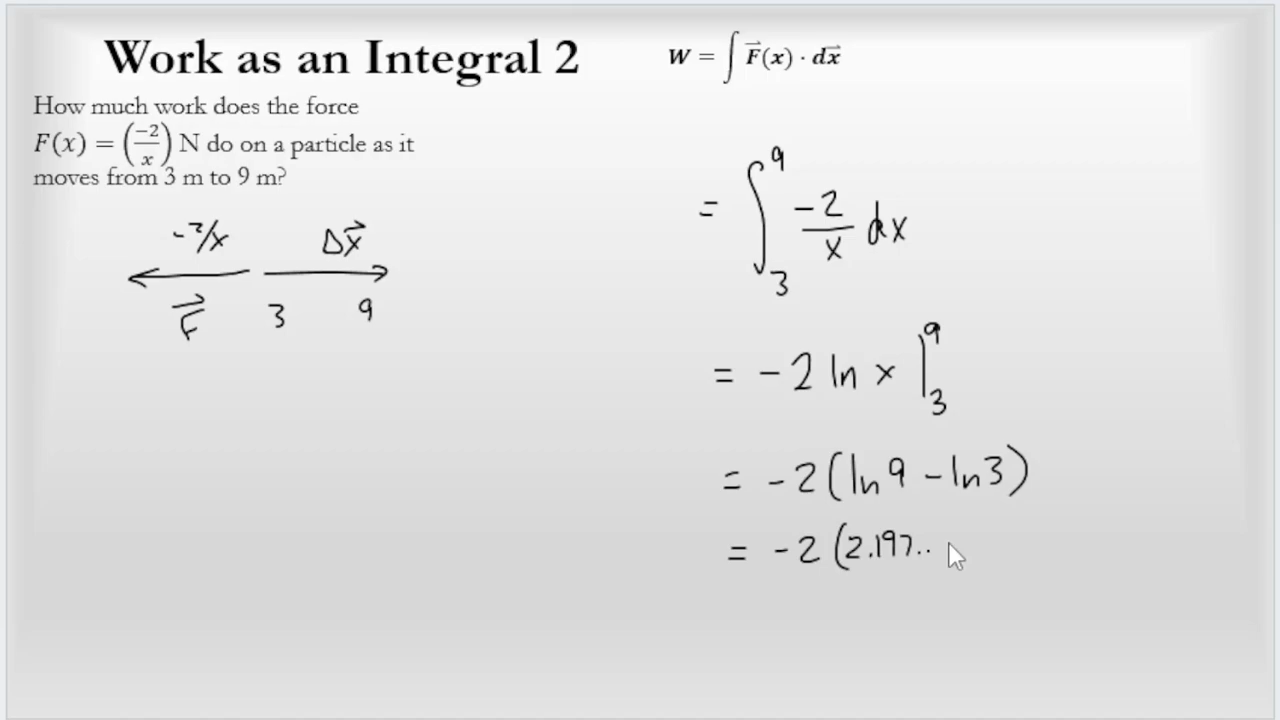 Work as an Integral 2
W = ∫ F⃗(x) · dx⃗
How much work does the force
F(x) = (−2/x) N do on a particle as it
moves from 3 m to 9 m?
-2/x Δx⃗
F⃗ 3 9
= ∫₃⁹ -2/x dx
= -2 ln x |₃⁹
= -2(ln 9 - ln 3)
= -2(2.197..